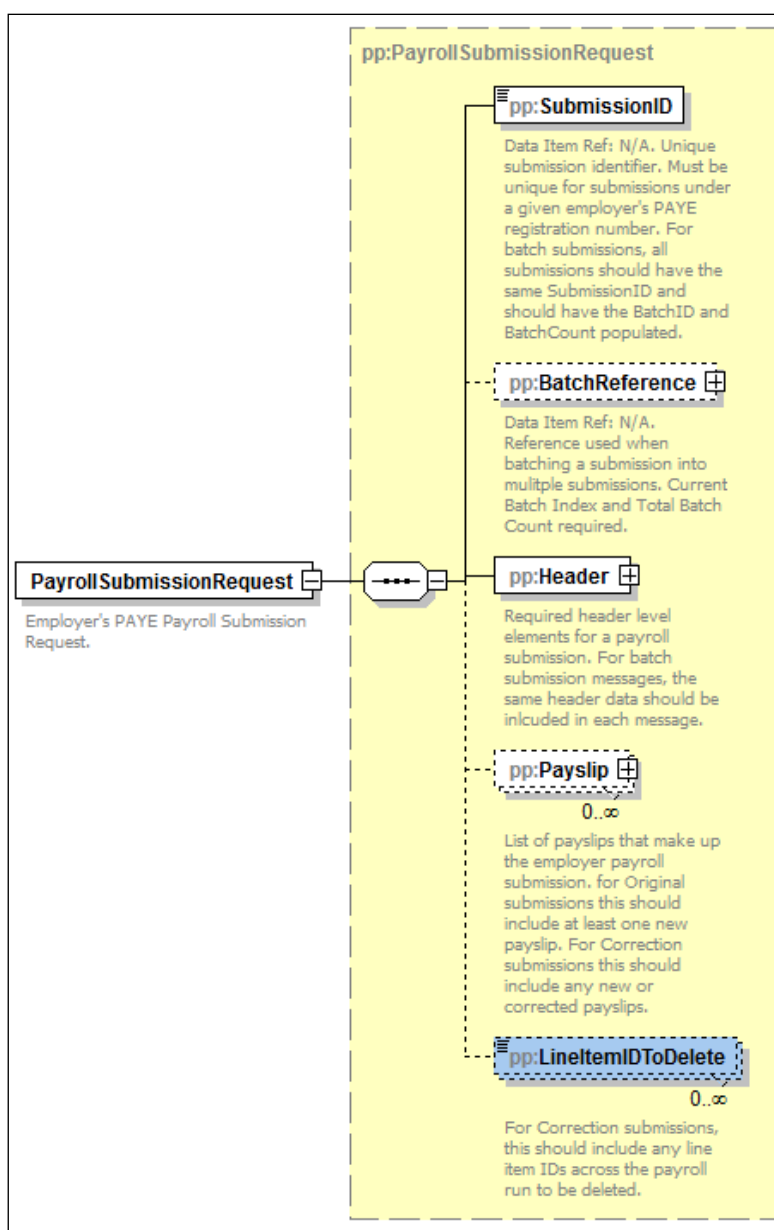 pp:PayrollSubmissionRequest
pp:SubmissionID
Data Item Ref: N/A. Unique
submission identifier. Must be
unique for submissions under
a given employer's PAYE
registration number. For
batch submissions, all
submissions should have the
same SubmissionID and
should have the BatchID and
BatchCount populated.
pp:BatchReference
Data Item Ref: N/A.
Reference used when
batching a submission into
mulitple submissions. Current
Batch Index and Total Batch
Count required.
PayrollSubmissionRequest
Employer's PAYE Payroll Submission
Request.
pp:Header
Required header level
elements for a payroll
submission. For batch
submission messages, the
same header data should be
inlcuded in each message.
pp:Payslip
0..∞
List of payslips that make up
the employer payroll
submission. for Original
submissions this should
include at least one new
payslip. For Correction
submissions this should
include any new or
corrected payslips.
pp:LineItemIDToDelete
0..∞
For Correction submissions,
this should include any line
item IDs across the payroll
run to be deleted.